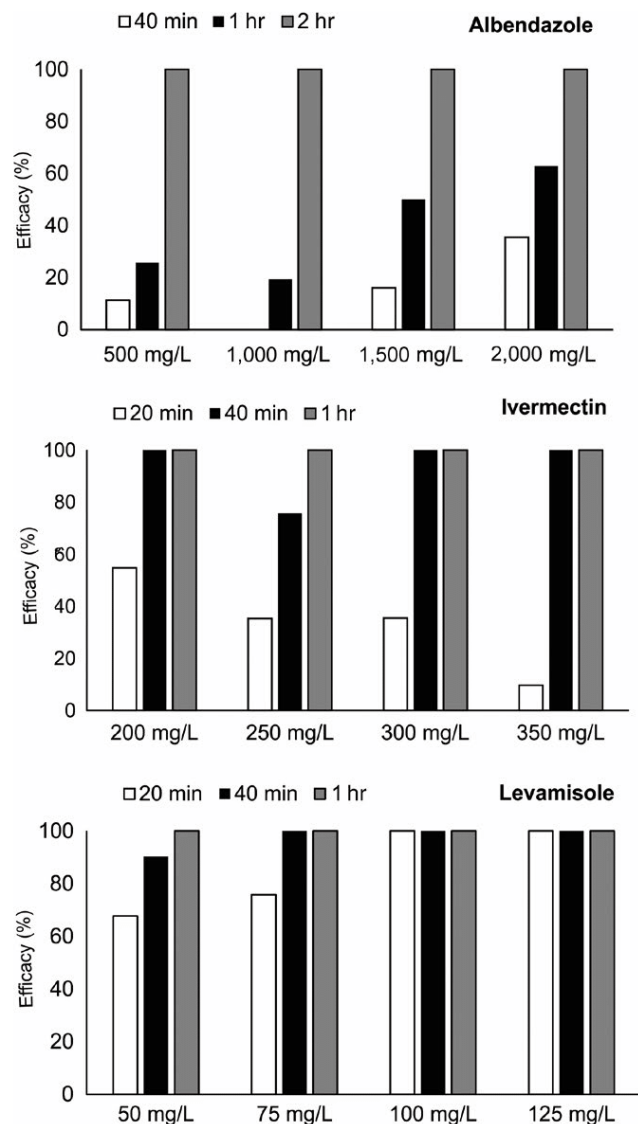 40 min 1 hr 2 hr Albendazole
100
80
60
40
20
0
Efficacy (%)
500 mg/L 1,000 mg/L 1,500 mg/L 2,000 mg/L
Ivermectin
20 min 40 min 1 hr
100
80
60
40
20
0
Efficacy (%)
200 mg/L 250 mg/L 300 mg/L 350 mg/L
20 min 40 min 1 hr Levamisole
100
80
60
40
20
0
Efficacy (%)
50 mg/L 75 mg/L 100 mg/L 125 mg/L